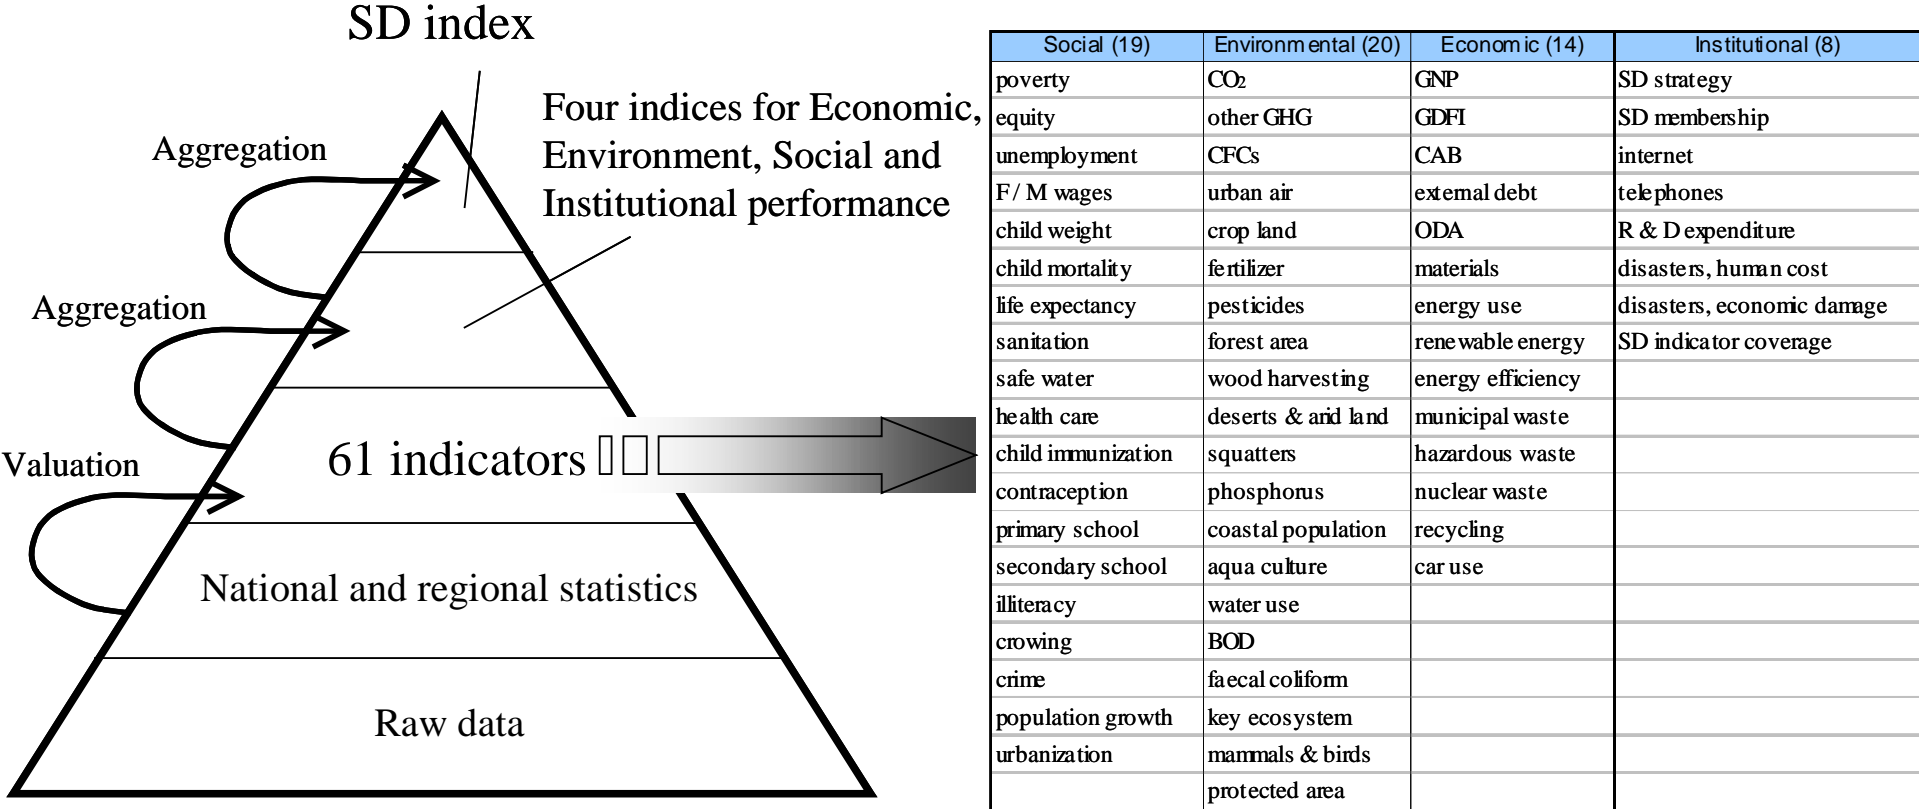 SD index
Four indices for Economic,
Environment, Social and
Institutional performance
Aggregation
Aggregation
Valuation
61 indicators
National and regional statistics
Raw data
Social (19) Environmental (20) Economic (14) Institutional (8)
poverty CO2 GNP SD strategy
equity other GHG GDFI SD membership
unemployment CFCs CAB internet
F / M wages urban air external debt telephones
child weight crop land ODA R & D expenditure
child mortality fertilizer materials disasters, human cost
life expectancy pesticides energy use disasters, economic damage
sanitation forest area renewable energy SD indicator coverage
safe water wood harvesting energy efficiency
health care deserts & arid land municipal waste
child immunization squatters hazardous waste
contraception phosphorus nuclear waste
primary school coastal population recycling
secondary school aqua culture car use
illiteracy water use
crowing BOD
crime faecal coliform
population growth key ecosystem
urbanization mammals & birds
protected area